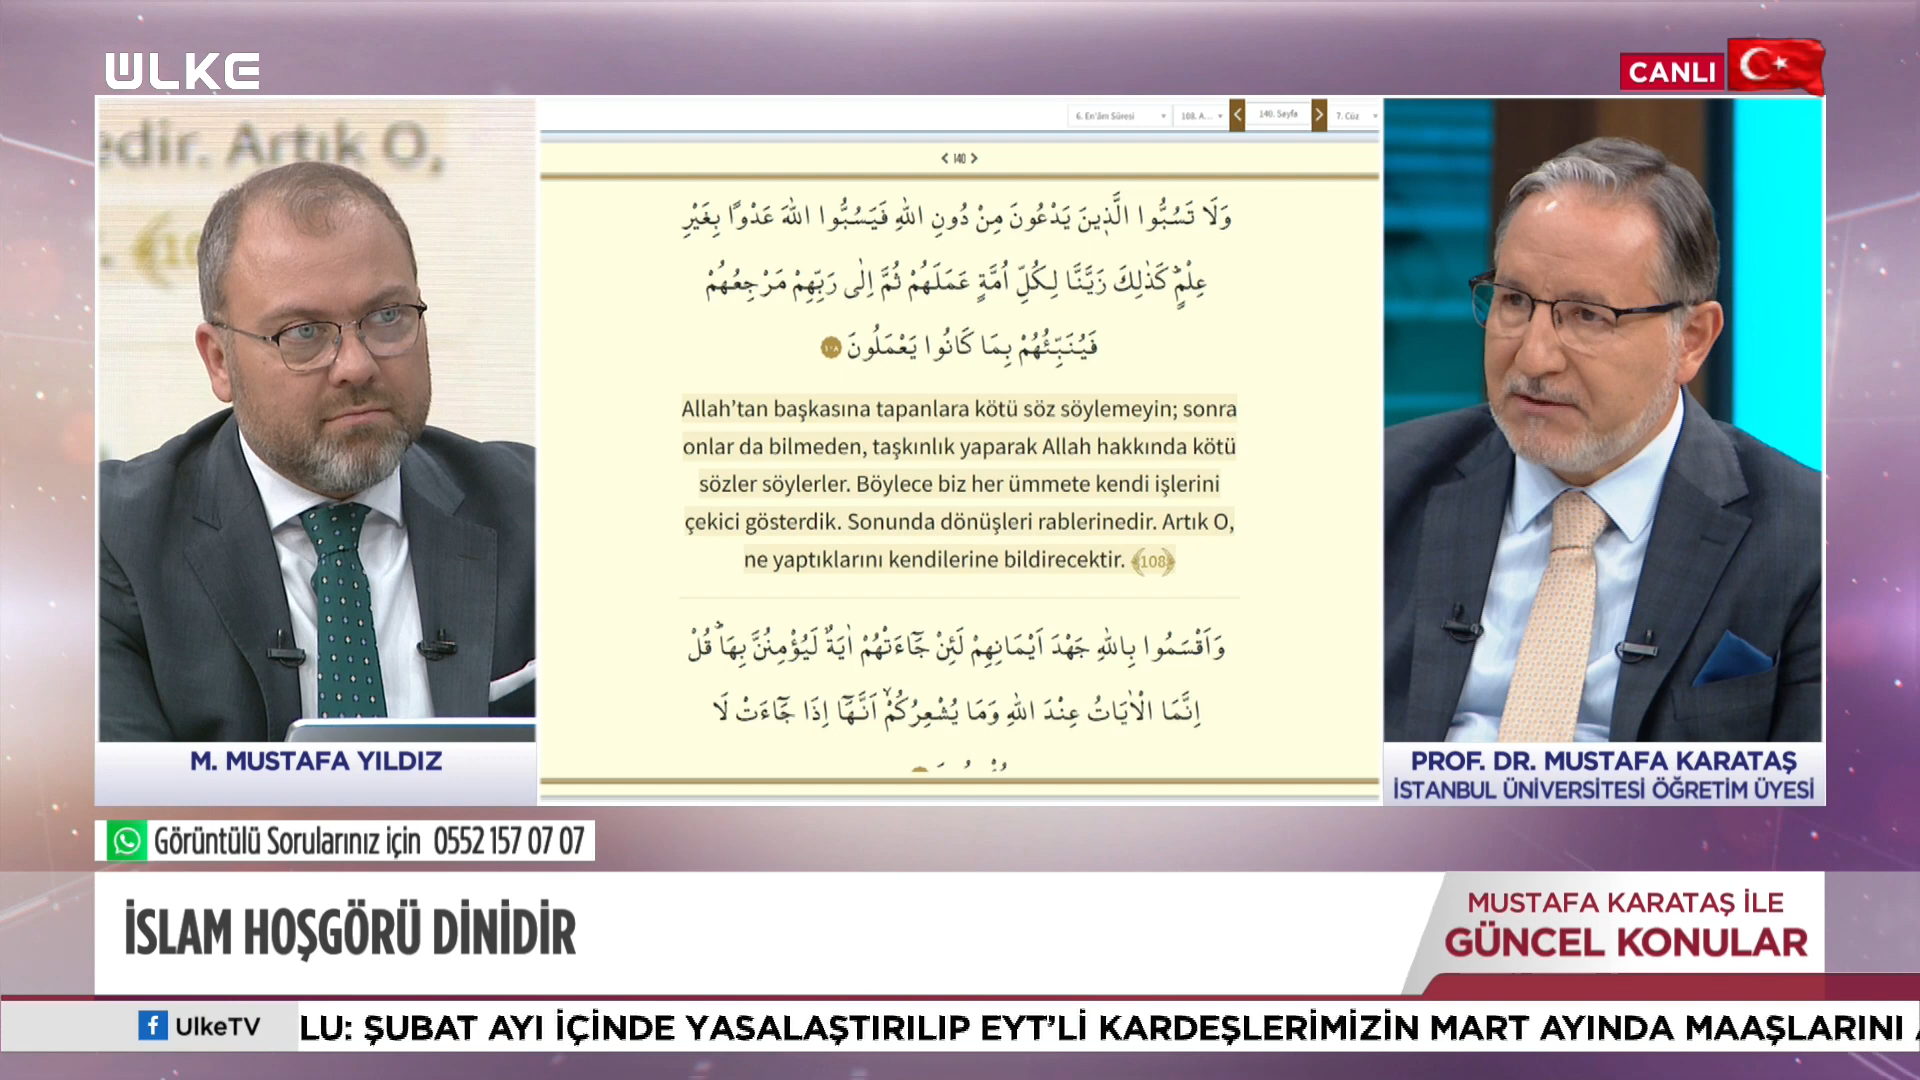 ULKE
CANLI
edir. Artık O,
6. En'âm Sûresi
108. A...
140. Sayfa
7. Cüz
< 140 >
وَلَا تَسُبُّوا الَّذٖينَ يَدْعُونَ مِنْ دُونِ اللّٰهِ فَيَسُبُّوا اللّٰهَ عَدْوًا بِغَيْرِ
عِلْمٍؕ كَذٰلِكَ زَيَّنَّا لِكُلِّ اُمَّةٍ عَمَلَهُمْ ثُمَّ اِلٰى رَبِّهِمْ مَرْجِعُهُمْ
فَيُنَبِّئُهُمْ بِمَا كَانُوا يَعْمَلُونَ ١٠٨
Allah’tan başkasına tapanlara kötü söz söylemeyin; sonra
onlar da bilmeden, taşkınlık yaparak Allah hakkında kötü
sözler söylerler. Böylece biz her ümmete kendi işlerini
çekici gösterdik. Sonunda dönüşleri rablerinedir. Artık O,
ne yaptıklarını kendilerine bildirecektir. ﴾108﴿
وَاَقْسَمُوا بِاللّٰهِ جَهْدَ اَيْمَانِهِمْ لَئِنْ جَٓاءَتْهُمْ اٰيَةٌ لَيُؤْمِنُنَّ بِهَاؕ قُلْ
اِنَّمَا الْاٰيَاتُ عِنْدَ اللّٰهِ وَمَا يُشْعِرُكُمْۙ اَنَّهَٓا اِذَا جَٓاءَتْ لَا
M. MUSTAFA YILDIZ
PROF. DR. MUSTAFA KARATAŞ
İSTANBUL ÜNİVERSİTESİ ÖĞRETİM ÜYESİ
Görüntülü Sorularınız için 0552 157 07 07
İSLAM HOŞGÖRÜ DİNİDİR
MUSTAFA KARATAŞ İLE
GÜNCEL KONULAR
UlkeTV
LU: ŞUBAT AYI İÇİNDE YASALAŞTIRILIP EYT’Lİ KARDEŞLERİMİZİN MART AYINDA MAAŞLARINI